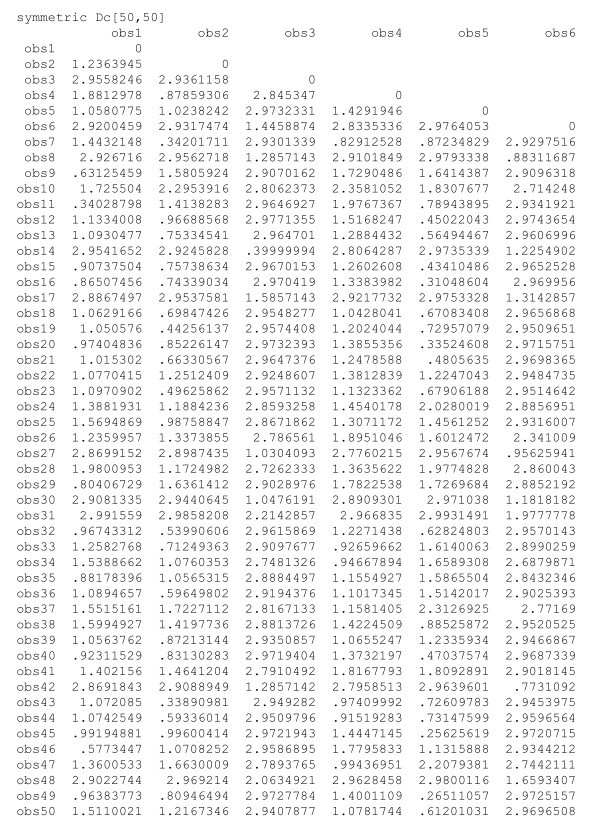 symmetric Dc[50,50]
obs1 obs2 obs3 obs4 obs5 obs6
obs1 0
obs2 1.2363945 0
obs3 2.9558246 2.9361158 0
obs4 1.8812978 .87859306 2.845347 0
obs5 1.0580775 1.0238242 2.9732331 1.4291946 0
obs6 2.9200459 2.9317474 1.4458874 2.8335336 2.9764053 0
obs7 1.4432148 .34201711 2.9301339 .82912528 .87234829 2.9297516
obs8 2.926716 2.9562718 1.2857143 2.9101849 2.9793338 .88311687
obs9 .63125459 1.5805924 2.9070162 1.7290486 1.6414387 2.9096318
obs10 1.725504 2.2953916 2.8062373 2.3581052 1.8307677 2.714248
obs11 .34028798 1.4138283 2.9646927 1.9767367 .78943895 2.9341921
obs12 1.1334008 .96688568 2.9771355 1.5168247 .45022043 2.9743654
obs13 1.0930477 .75334541 2.964701 1.2884432 .56494467 2.9606996
obs14 2.9541652 2.9245828 .39999994 2.8064287 2.9735339 1.2254902
obs15 .90737504 .75738634 2.9670153 1.2602608 .43410486 2.9652528
obs16 .86507456 .74339034 2.970419 1.3383982 .31048604 2.969956
obs17 2.8867497 2.9537581 1.5857143 2.9217732 2.9753328 1.3142857
obs18 1.0629166 .69847426 2.9548277 1.0428041 .67083408 2.9656868
obs19 1.050576 .44256137 2.9574408 1.2024044 .72957079 2.9509651
obs20 .97404836 .85226147 2.9732393 1.3855356 .33524608 2.9715751
obs21 1.015302 .66330567 2.9647376 1.2478588 .4805635 2.9698365
obs22 1.0770415 1.2512409 2.9248607 1.3812839 1.2247043 2.9484735
obs23 1.0970902 .49625862 2.9571132 1.1323362 .67906188 2.9514642
obs24 1.3881931 1.1884236 2.8593258 1.4540178 2.0280019 2.8856951
obs25 1.5694869 .98758847 2.8671862 1.3071172 1.4561252 2.9316007
obs26 1.2359957 1.3373855 2.786561 1.8951046 1.6012472 2.341009
obs27 2.8699152 2.8987435 1.0304093 2.7760215 2.9567674 .95625941
obs28 1.9800953 1.1724982 2.7262333 1.3635622 1.9774828 2.860043
obs29 .80406729 1.6361412 2.9028976 1.7822538 1.7269684 2.8852192
obs30 2.9081335 2.9440645 1.0476191 2.8909301 2.971038 1.1818182
obs31 2.991559 2.9858208 2.2142857 2.966835 2.9931491 1.9777778
obs32 .96743312 .53990606 2.9615869 1.2271438 .62824803 2.9570143
obs33 1.2582768 .71249363 2.9097677 .92659662 1.6140063 2.8990259
obs34 1.5388662 1.0760353 2.7481326 .94667894 1.6589308 2.6879871
obs35 .88178396 1.0565315 2.8884497 1.1554927 1.5865504 2.8432346
obs36 1.0894657 .59649802 2.9194376 1.1017345 1.5142017 2.9025393
obs37 1.5515161 1.7227112 2.8167133 1.1581405 2.3126925 2.77169
obs38 1.5994927 1.4197736 2.8813726 1.4224509 .88525872 2.9520525
obs39 1.0563762 .87213144 2.9350857 1.0655247 1.2335934 2.9466867
obs40 .92311529 .83130283 2.9719404 1.3732197 .47037574 2.9687339
obs41 1.402156 1.4641204 2.7910492 1.8167793 1.8092891 2.9018145
obs42 2.8691843 2.9088949 1.2857142 2.7958513 2.9639601 .7731092
obs43 1.072085 .33890981 2.949282 .97409992 .72609783 2.9453975
obs44 1.0742549 .59336014 2.9509796 .91519283 .73147599 2.9596564
obs45 .99194881 .99600414 2.9721943 1.4447145 .25625619 2.9720715
obs46 .5773447 1.0708252 2.9586895 1.7795833 1.1315888 2.9344212
obs47 1.3600533 1.6630009 2.7893765 .99436951 2.2079381 2.7442111
obs48 2.9022744 2.969214 2.0634921 2.9628458 2.9800116 1.6593407
obs49 .96383773 .80946494 2.9727784 1.4001109 .26511057 2.9725157
obs50 1.5110021 1.2167346 2.9407877 1.0781744 .61201031 2.9696508